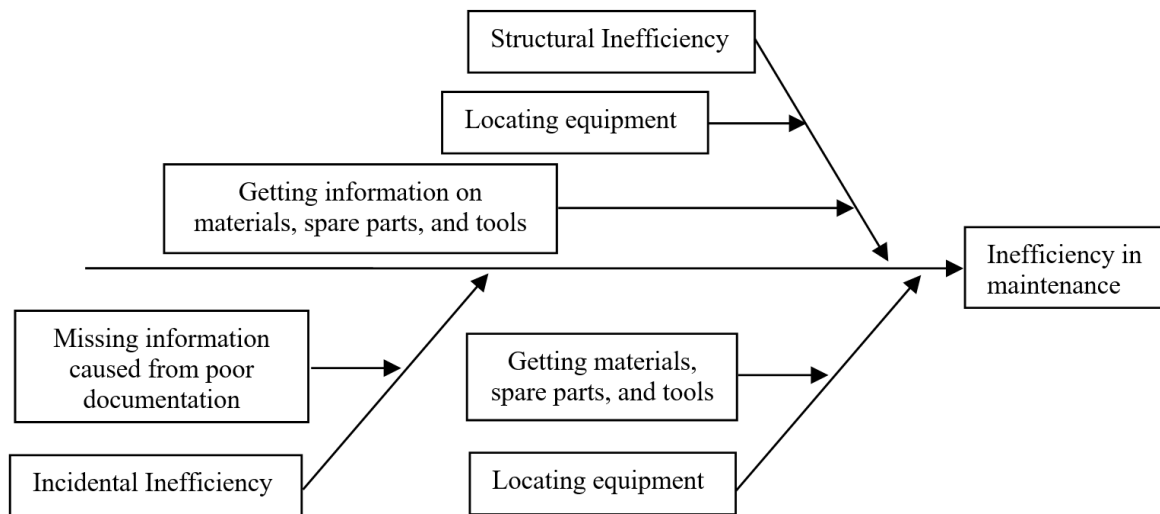 Structural Inefficiency
Locating equipment
Getting information on
materials, spare parts, and tools
Inefficiency in
maintenance
Missing information
caused from poor
documentation
Getting materials,
spare parts, and tools
Incidental Inefficiency
Locating equipment